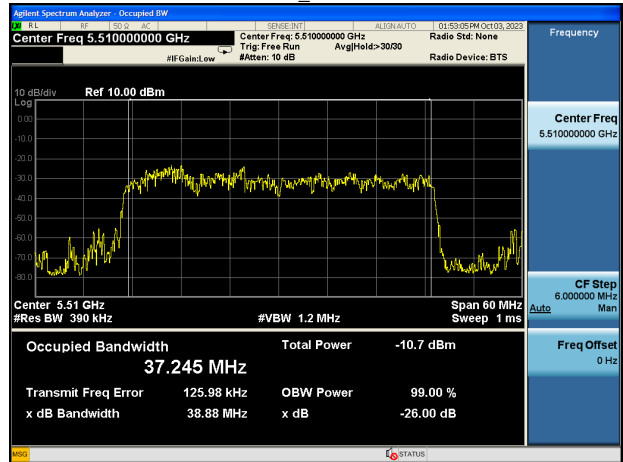 Agilent Spectrum Analyzer - Occupied BW
LXI RL RF 50 Ω AC SENSE:INT ALIGN AUTO 01:53:05 PM Oct 03, 2023
Center Freq 5.510000000 GHz Center Freq: 5.510000000 GHz Radio Std: None
Trig: Free Run Avg|Hold:>30/30
#IFGain:Low #Atten: 10 dB Radio Device: BTS
10 dB/div Ref 10.00 dBm
Log
0.00
-10.0
-20.0
-30.0
-40.0
-50.0
-60.0
-70.0
-80.0
Center 5.51 GHz Span 60 MHz
#Res BW 390 kHz #VBW 1.2 MHz Sweep 1 ms
Occupied Bandwidth Total Power -10.7 dBm
37.245 MHz
Transmit Freq Error 125.98 kHz OBW Power 99.00 %
x dB Bandwidth 38.88 MHz x dB -26.00 dB
MSG STATUS
Frequency
Center Freq
5.510000000 GHz
CF Step
6.000000 MHz
Auto Man
Freq Offset
0 Hz